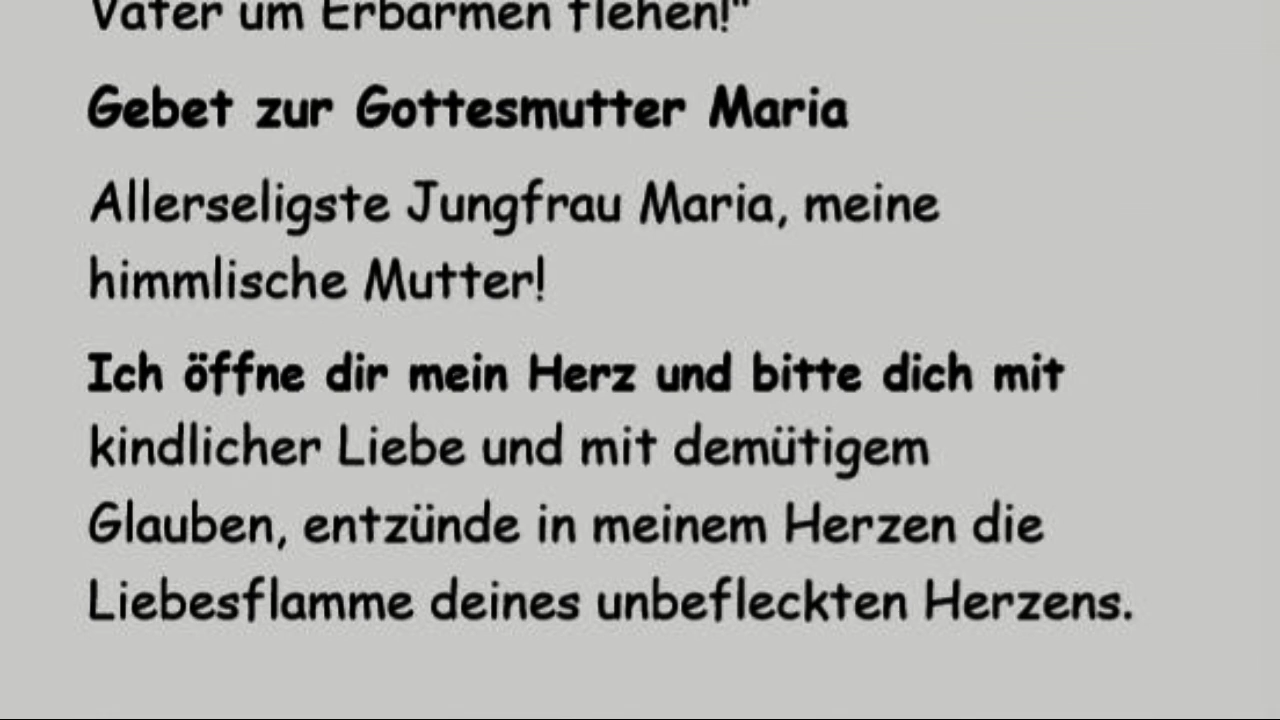 Vater um Erbarmen flehen!"
Gebet zur Gottesmutter Maria
Allerseligste Jungfrau Maria, meine
himmlische Mutter!
Ich öffne dir mein Herz und bitte dich mit
kindlicher Liebe und mit demütigem
Glauben, entzünde in meinem Herzen die
Liebesflamme deines unbefleckten Herzens.